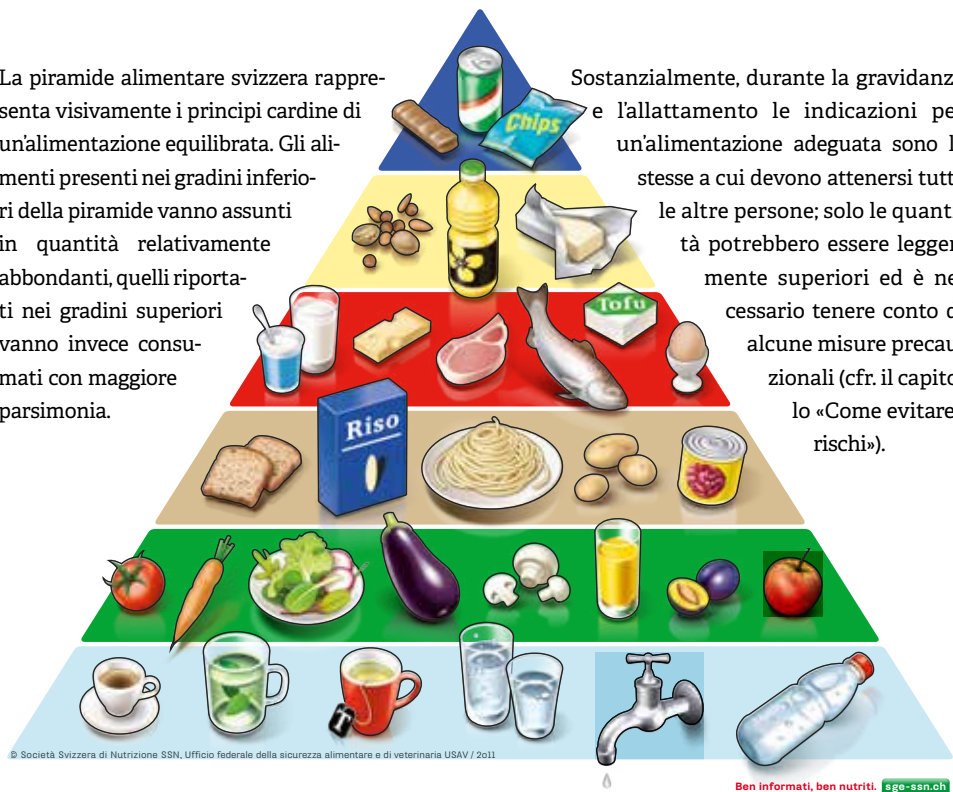 La piramide alimentare svizzera rappre-
senta visivamente i principi cardine di
un'alimentazione equilibrata. Gli ali-
menti presenti nei gradini inferio-
ri della piramide vanno assunti
in quantità relativamente
abbondanti, quelli riporta-
ti nei gradini superiori
vanno invece consu-
mati con maggiore
parsimonia.
Sostanzialmente, durante la gravidanz
e l'allattamento le indicazioni pe
un'alimentazione adeguata sono l
stesse a cui devono attenersi tutt
le altre persone; solo le quanti
tà potrebbero essere legger
mente superiori ed è ne
cessario tenere conto d
alcune misure precau
zionali (cfr. il capito
lo «Come evitare
rischi»).
Chips
Tofu
Riso
T
© Società Svizzera di Nutrizione SSN, Ufficio federale della sicurezza alimentare e di veterinaria USAV / 2o11
Ben informati, ben nutriti. sge-ssn.ch